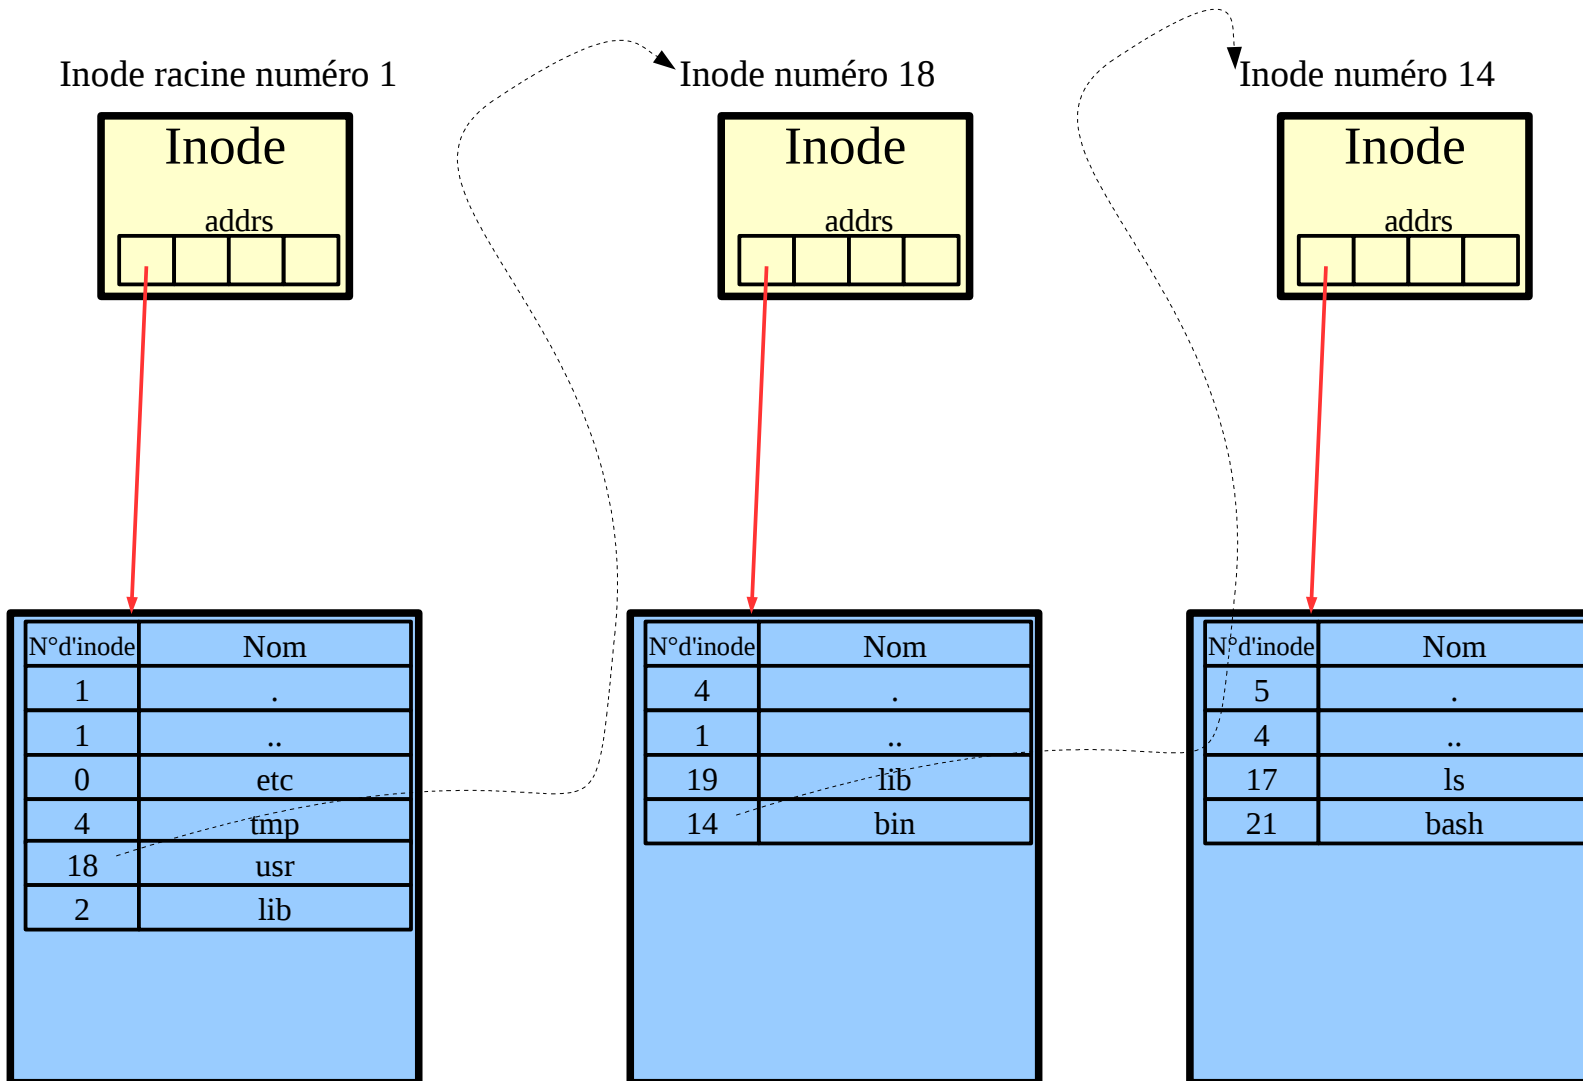 Inode racine numéro 1
Inode
addrs
N°d'inode Nom
1 .
1 ..
0 etc
4 tmp
18 usr
2 lib
Inode numéro 18
Inode
addrs
N°d'inode Nom
4 .
1 ..
19 lib
14 bin
Inode numéro 14
Inode
addrs
N°d'inode Nom
5 .
4 ..
17 ls
21 bash